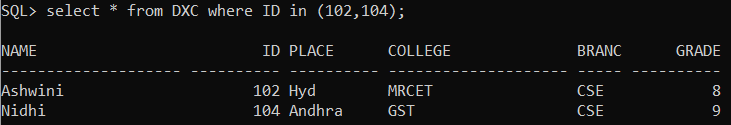 SQL> select * from DXC where ID in (102,104);
NAME                        ID PLACE      COLLEGE              BRANC      GRADE
------------------- ---------- ---------- -------------------- ----- ----------
Ashwini                    102 Hyd        MRCET                CSE            8
Nidhi                      104 Andhra     GST                  CSE            9